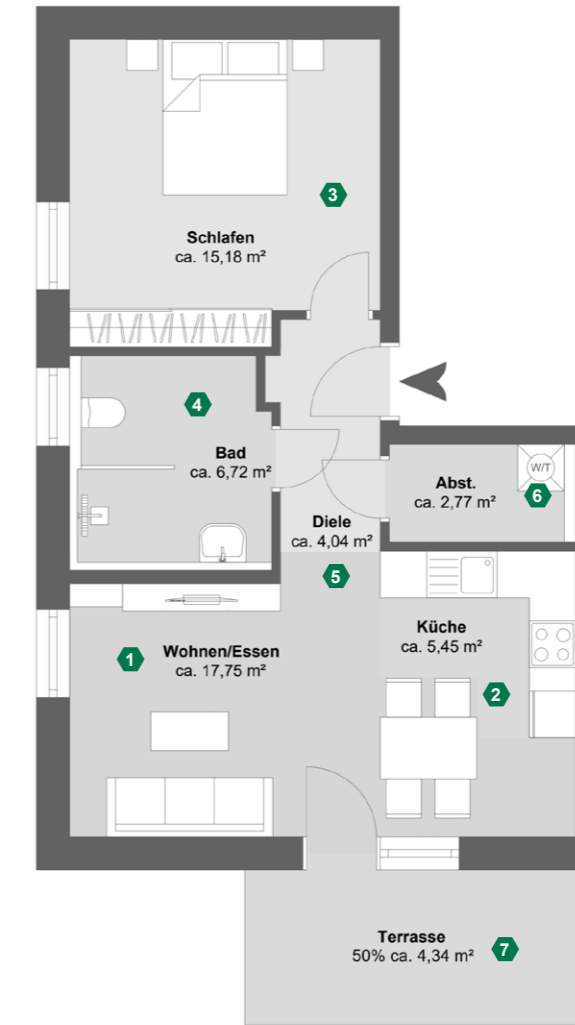 3
Schlafen
ca. 15,18 m²
4
Bad
ca. 6,72 m²
W/T
Abst.
ca. 2,77 m²
6
Diele
ca. 4,04 m²
5
Küche
ca. 5,45 m²
1
Wohnen/Essen
ca. 17,75 m²
2
Terrasse
50% ca. 4,34 m²
7